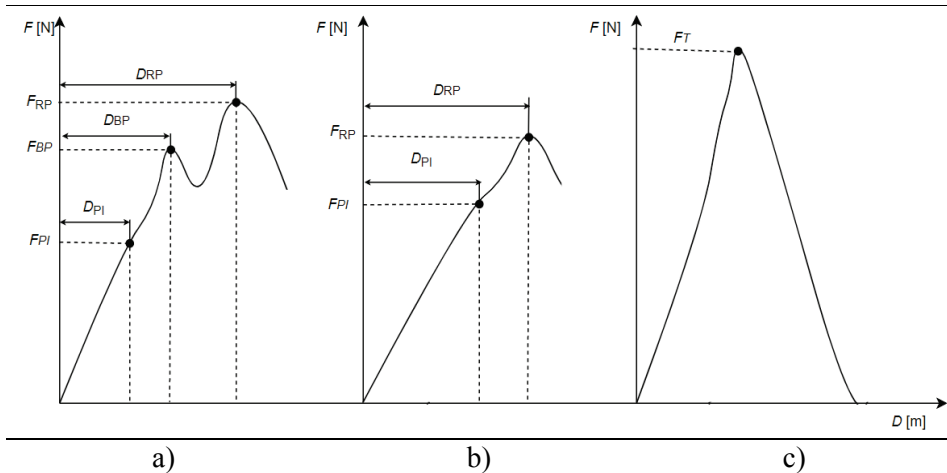 F [N]
F [N]
F [N]
FT
DRP
DRP
FRP
DBP
FRP
FBP
DPI
DPI
FPI
FPI
D [m]
a)
b)
c)